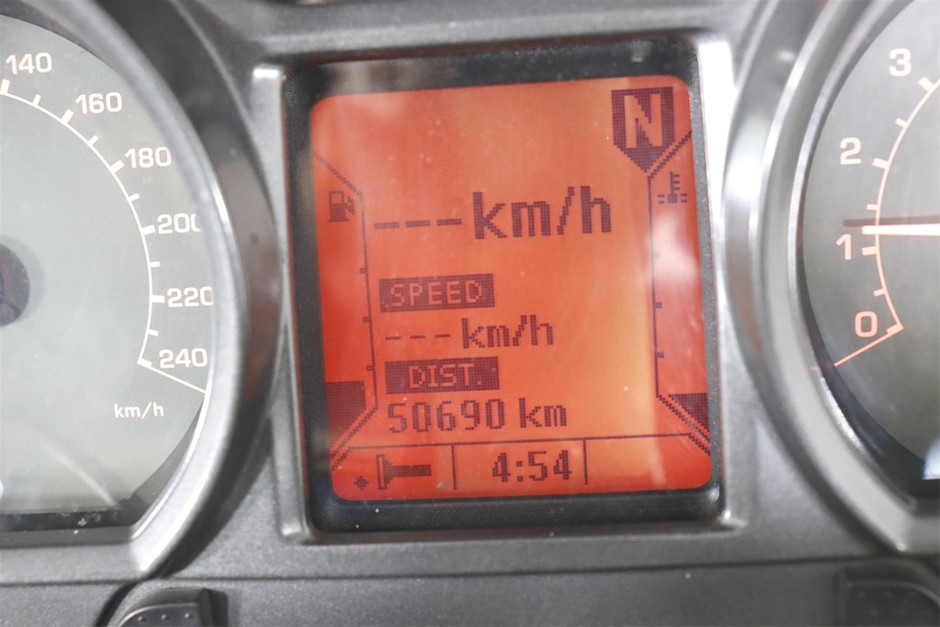 140
160
180
200
220
240
km/h
N
---km/h
SPEED
---km/h
DIST.
50690 km
4:54
3
2
1
0